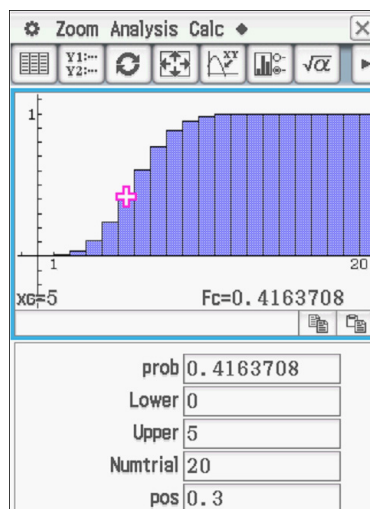 Zoom Analysis Calc ◆
Y1:… Y2:… XY √α
1
1 20
xc=5 Fc=0.4163708
prob 0.4163708
Lower 0
Upper 5
Numtrial 20
pos 0.3